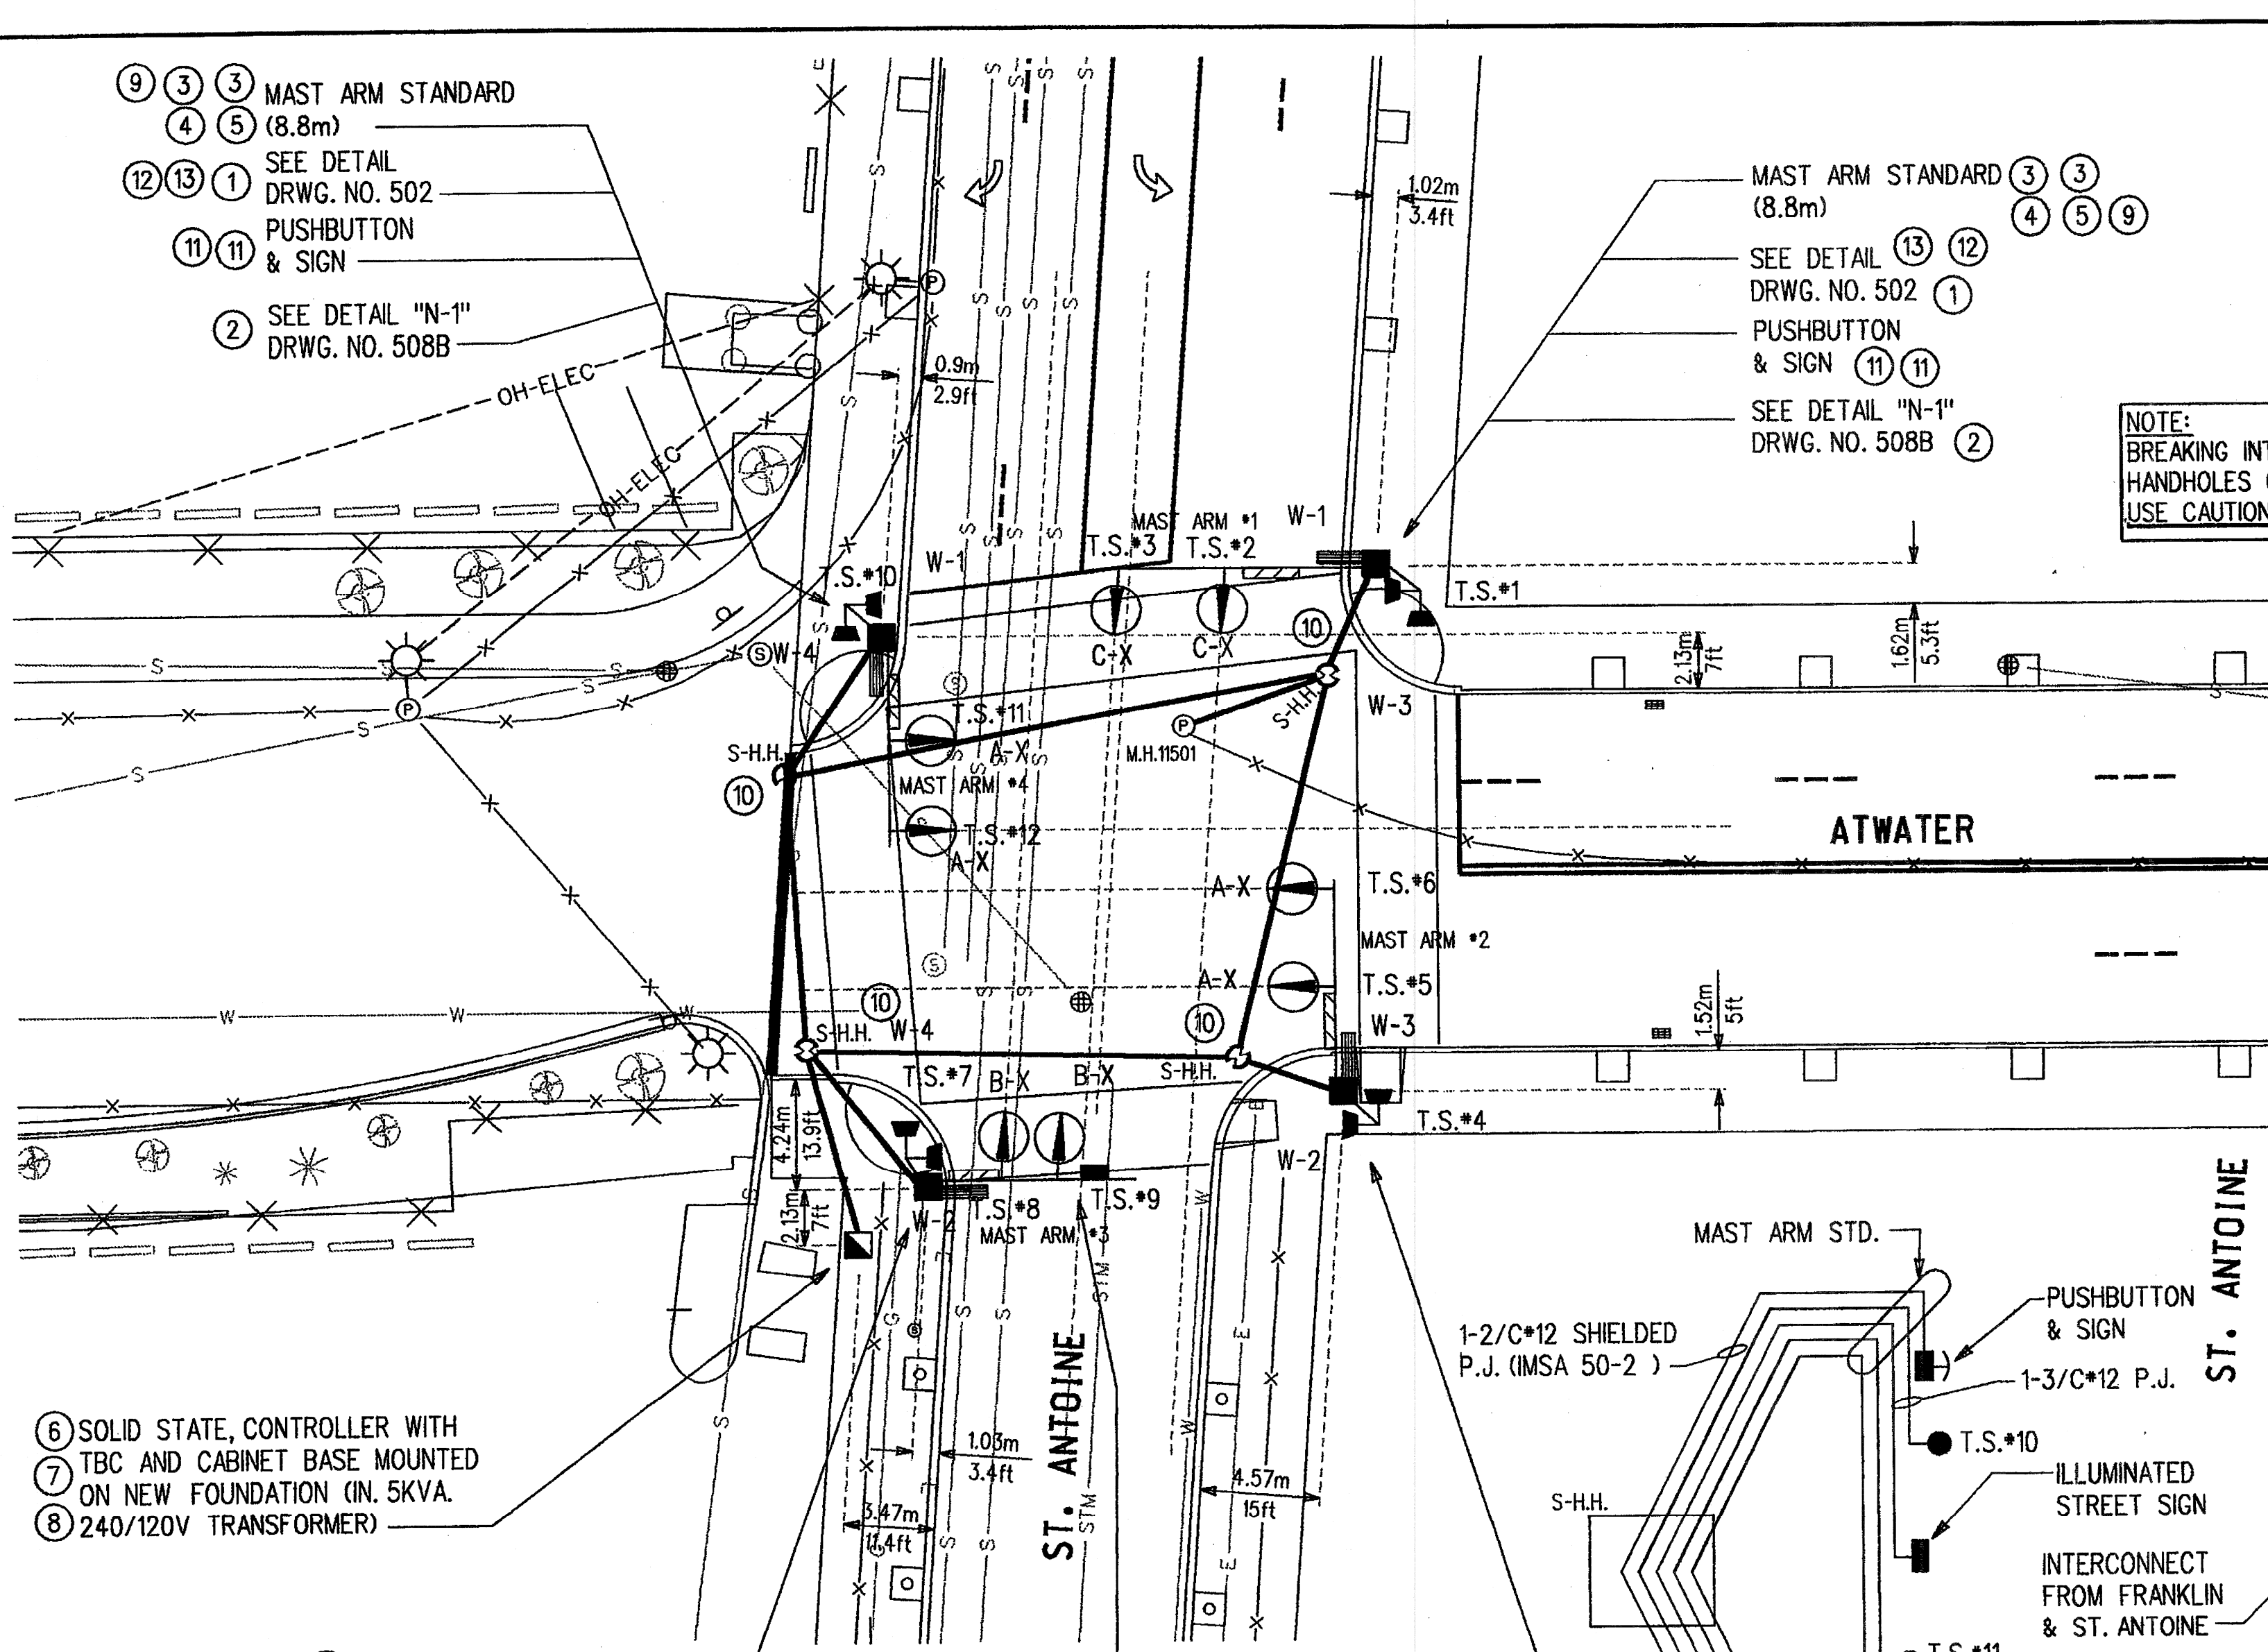 9 3 3 MAST ARM STANDARD
4 5 (8.8m)
SEE DETAIL
12 13 1 DRWG. NO. 502
PUSHBUTTON
11 11 & SIGN
2 SEE DETAIL "N-1"
DRWG. NO. 508B
OH-ELEC
OH-ELEC
MAST ARM STANDARD 3 3
(8.8m) 4 5 9
SEE DETAIL 13 12
DRWG. NO. 502 1
PUSHBUTTON
& SIGN 11 11
SEE DETAIL "N-1"
DRWG. NO. 508B 2
NOTE:
BREAKING
HANDHOLES
USE CAUTION
1.02m
3.4ft
0.9m
2.9ft
MAST ARM #1 W-1
T.S.#3 T.S.#2
W-1
T.S.#10
T.S.#1
10
C-X C-X
W-4
2.13m
7ft
1.62m
5.3ft
S-H.H.
W-3
T.S.#11
A-X
M.H.11501
S-H.H.
10
MAST ARM #4
T.S.#12
A-X
ATWATER
A-X T.S.#6
MAST ARM #2
A-X T.S.#5
10
10
S-H.H. W-4
W-3
1.52m
5ft
T.S.#7 B-X B-X
S-H.H.
T.S.#4
4.24m
13.9ft
W-2
2.13m
7ft
W-2
T.S.#8
T.S.#9
MAST ARM #3
STM
STM
ST. ANTOINE
1.03m
3.4ft
3.47m
11.4ft
4.57m
15ft
6 SOLID STATE, CONTROLLER WITH
7 TBC AND CABINET BASE MOUNTED
ON NEW FOUNDATION (IN. 5KVA.
8 240/120V TRANSFORMER)
MAST ARM STD.
ST. ANTOINE
PUSHBUTTON
& SIGN
1-2/C#12 SHIELDED
P.J. (IMSA 50-2 )
1-3/C#12 P.J.
T.S.#10
ILLUMINATED
STREET SIGN
S-H.H.
INTERCONNECT
FROM FRANKLIN
& ST. ANTOINE
T.S.#11